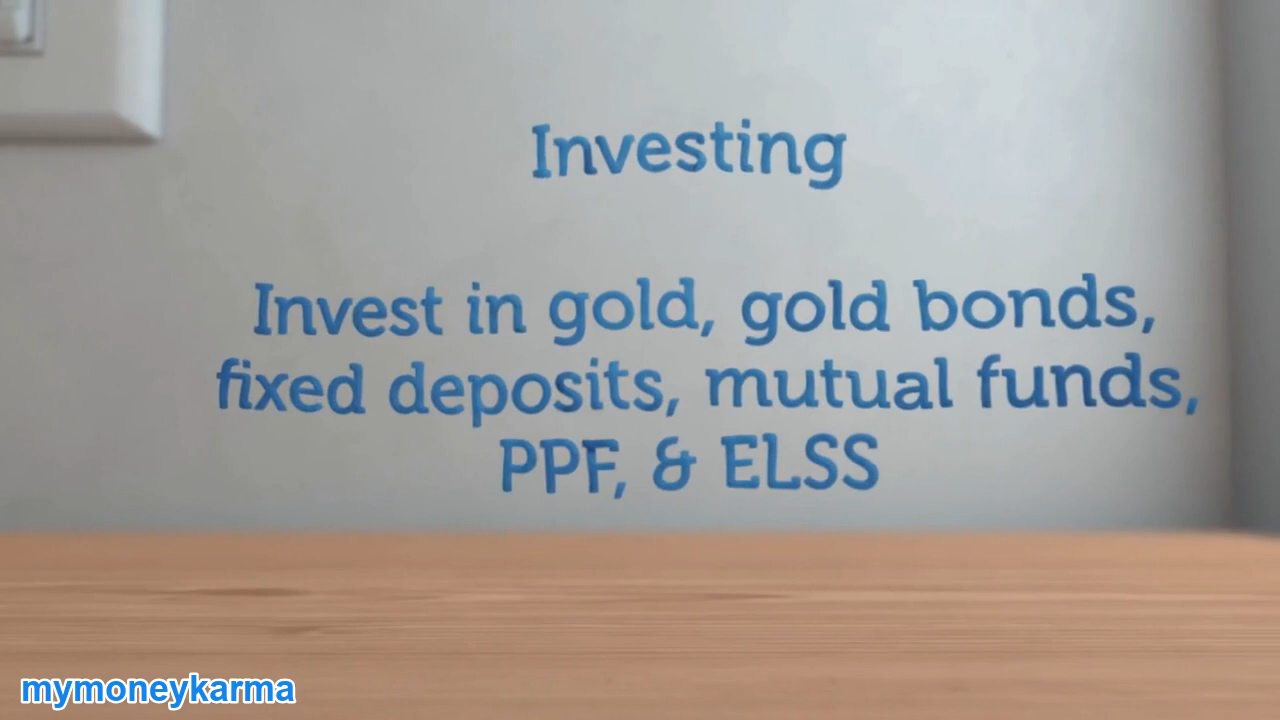 Investing
Invest in gold, gold bonds,
fixed deposits, mutual funds,
PPF, & ELSS
mymoneykarma